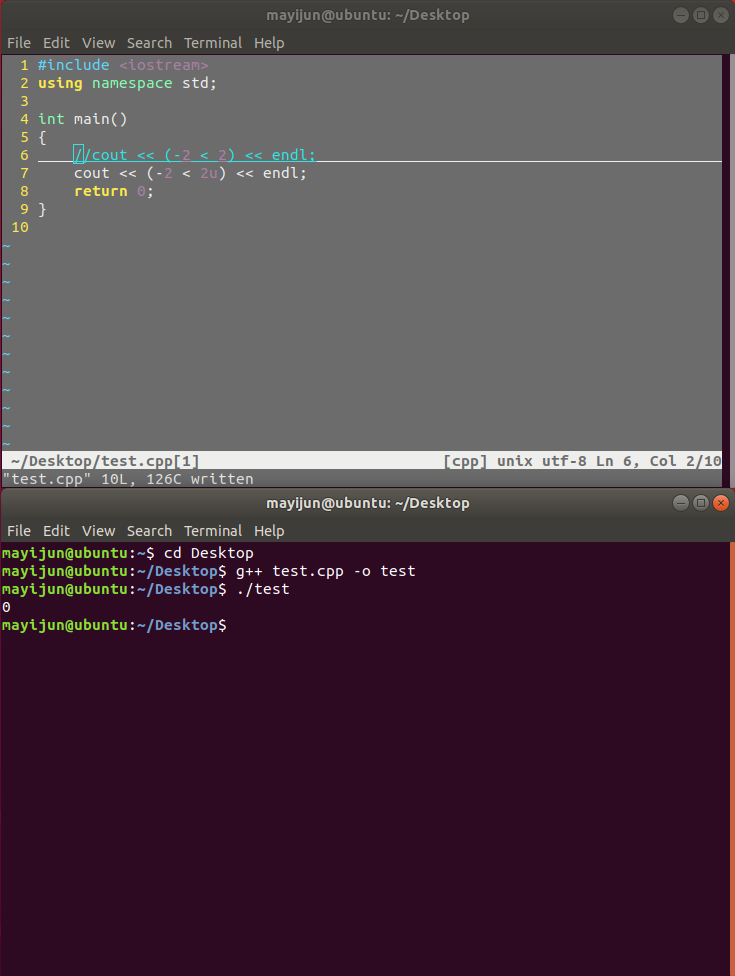 mayijun@ubuntu: ~/Desktop
File Edit View Search Terminal Help
1 #include <iostream>
2 using namespace std;
3
4 int main()
5 {
6     //cout << (-2 < 2) << endl;
7     cout << (-2 < 2u) << endl;
8     return 0;
9 }
10
~
~
~
~
~
~
~
~
~
~
~
~
~/Desktop/test.cpp[1] [cpp] unix utf-8 Ln 6, Col 2/10
"test.cpp" 10L, 126C written
mayijun@ubuntu: ~/Desktop
File Edit View Search Terminal Help
mayijun@ubuntu:~$ cd Desktop
mayijun@ubuntu:~/Desktop$ g++ test.cpp -o test
mayijun@ubuntu:~/Desktop$ ./test
0
mayijun@ubuntu:~/Desktop$